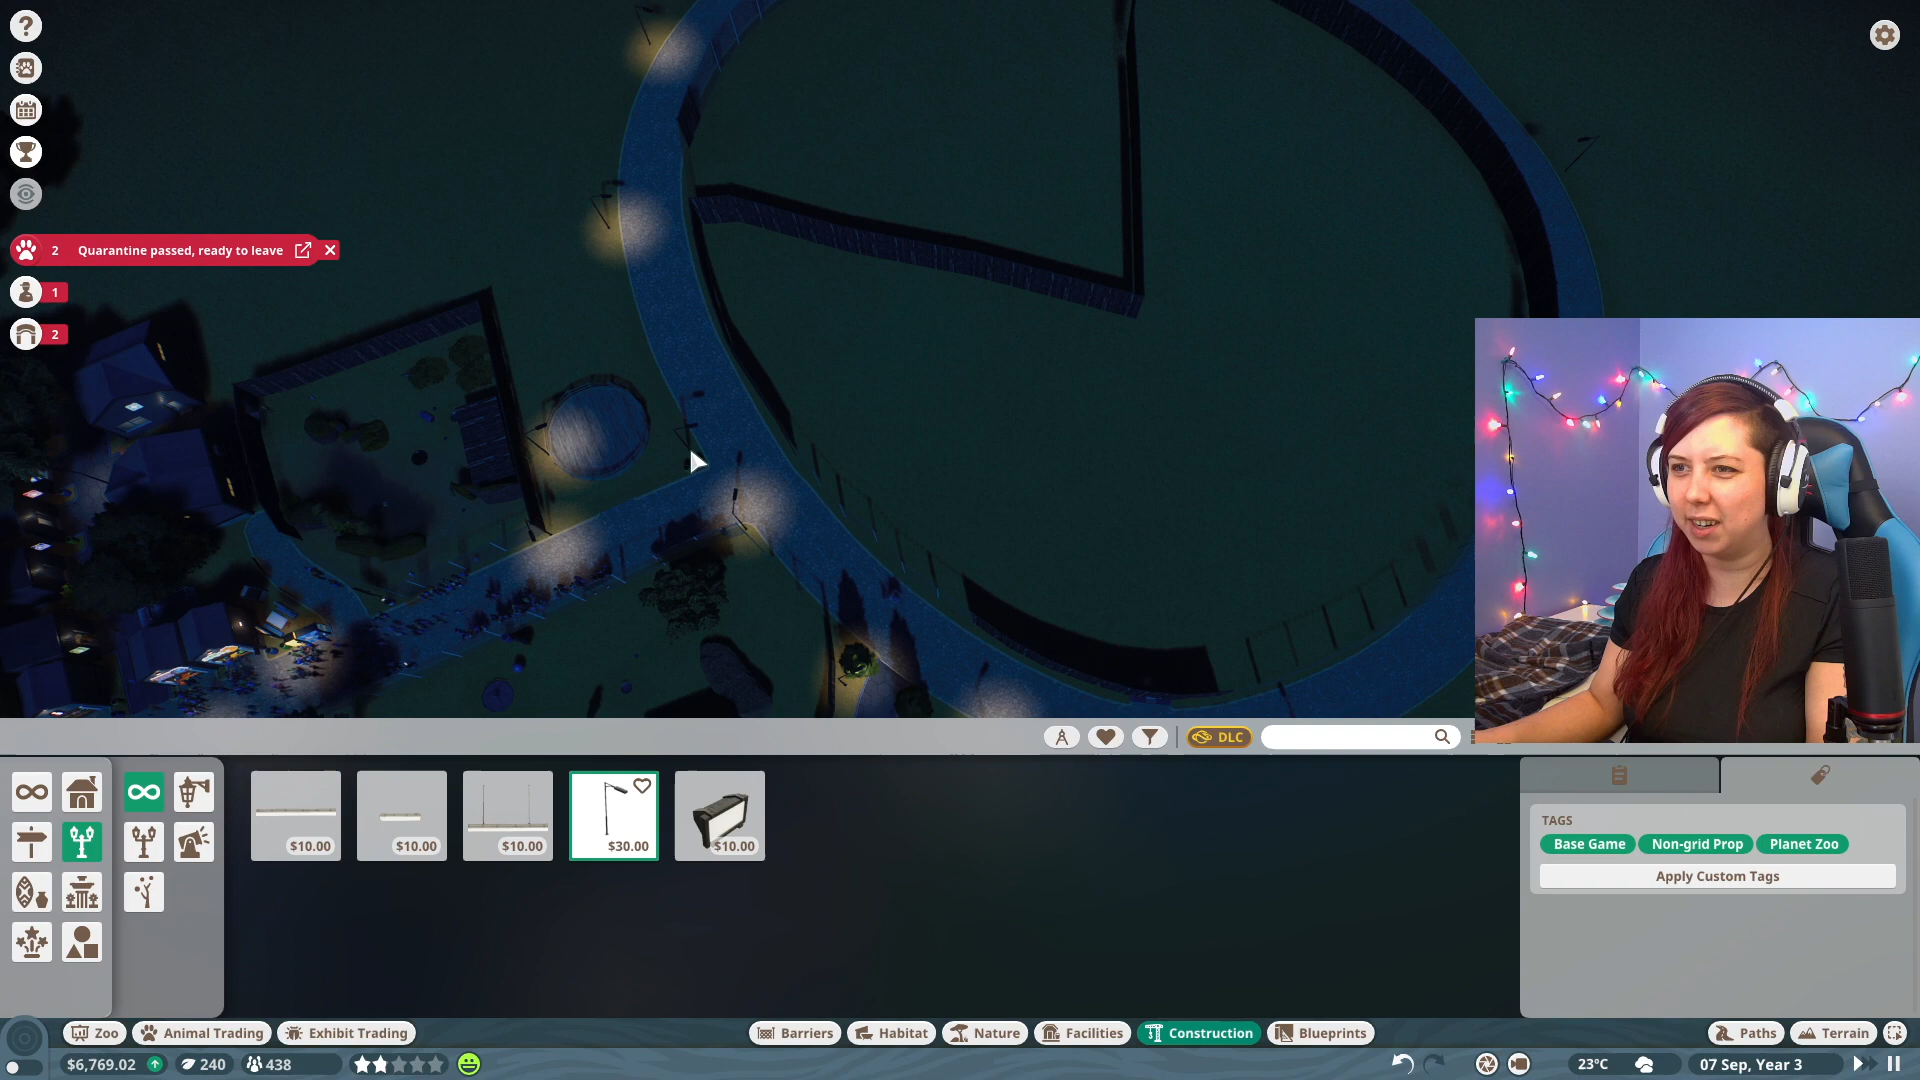 ?
2 Quarantine passed, ready to leave
1
2
DLC
$10.00
$10.00
$10.00
$30.00
$10.00
TAGS
Base Game Non-grid Prop Planet Zoo
Apply Custom Tags
Zoo Animal Trading Exhibit Trading
Barriers Habitat Nature Facilities Construction Blueprints
Paths Terrain
$6,769.02 240 438
23°C 07 Sep, Year 3